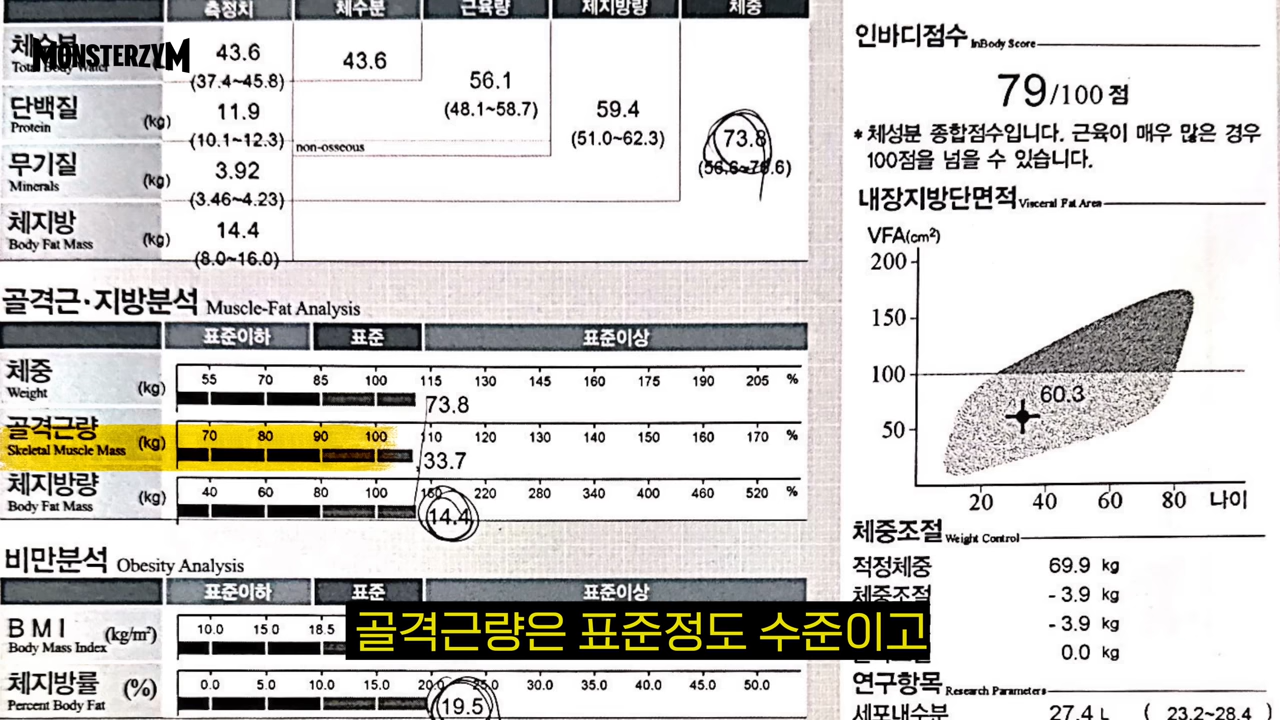 측정치 체수분 근육량 제지방량 체중
MONSTERZYM
Total Body Water
43.6
(37.4~45.8)
43.6
56.1
(48.1~58.7)
59.4
(51.0~62.3)
73.8
단백질
Protein
(kg)
11.9
(10.1~12.3)
non-osseous
무기질
Minerals
(kg)
3.92
(3.46~4.23)
체지방
Body Fat Mass
(kg)
14.4
(8.0~16.0)
골격근·지방분석 Muscle-Fat Analysis
표준이하 표준 표준이상
체중
Weight
(kg)
55 70 85 100 115 130 145 160 175 190 205 %
73.8
골격근량
Skeletal Muscle Mass
(kg)
70 80 90 100 110 120 130 140 150 160 170 %
33.7
체지방량
Body Fat Mass
(kg)
40 60 80 100 160 220 280 340 400 460 520 %
14.4
비만분석 Obesity Analysis
표준이하 표준 표준이상
BMI
Body Mass Index
(kg/m²)
10.0 15.0 18.5
체지방률
Percent Body Fat
(%)
0.0 5.0 10.0 15.0 20.0 25.0 30.0 35.0 40.0 45.0 50.0
19.5
인바디점수 InBody Score
79/100 점
* 체성분 종합점수입니다. 근육이 매우 많은 경우
100점을 넘을 수 있습니다.
내장지방단면적 Visceral Fat Area
VFA(cm²)
200
150
100
50
60.3
20 40 60 80 나이
체중조절 Weight Control
적정체중 69.9 kg
체중조절 - 3.9 kg
- 3.9 kg
0.0 kg
연구항목 Research Parameters
세포내수분 27.4 L ( 23.2~28.4 )
골격근량은 표준정도 수준이고